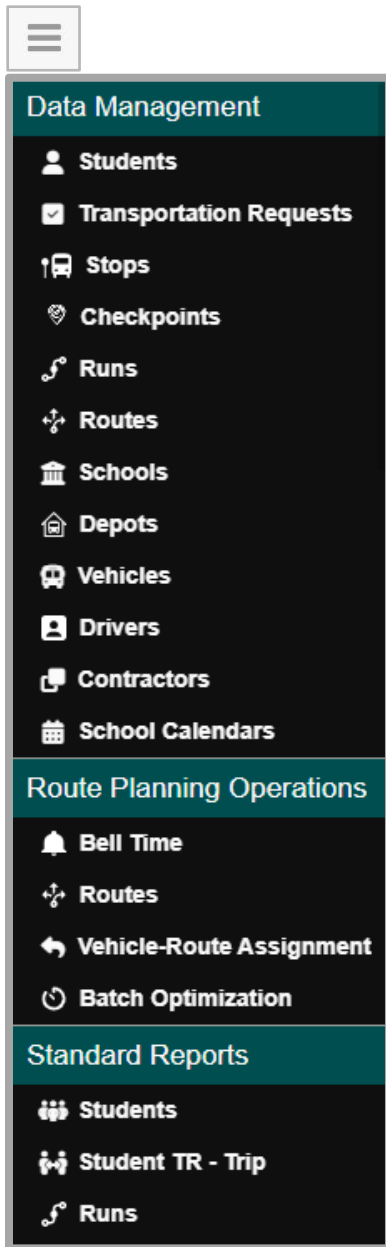 Data Management
Students
Transportation Requests
Stops
Checkpoints
Runs
Routes
Schools
Depots
Vehicles
Drivers
Contractors
School Calendars
Route Planning Operations
Bell Time
Routes
Vehicle-Route Assignment
Batch Optimization
Standard Reports
Students
Student TR - Trip
Runs